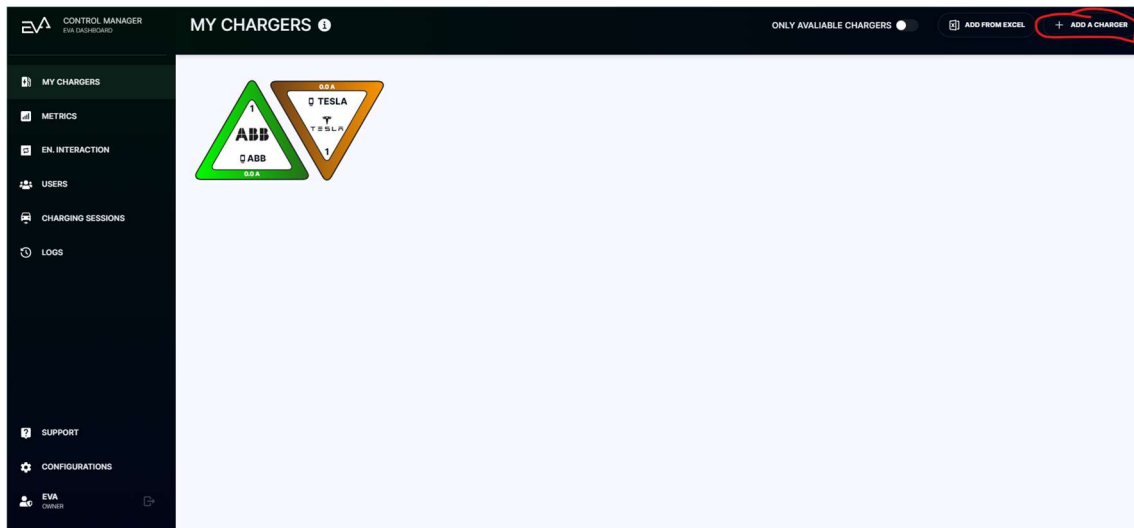 EVA
CONTROL MANAGER
EVA DASHBOARD
MY CHARGERS
ONLY AVALIABLE CHARGERS
ADD FROM EXCEL
+ ADD A CHARGER
MY CHARGERS
METRICS
EN. INTERACTION
USERS
CHARGING SESSIONS
LOGS
1
ABB
ABB
0.0 A
0.0 A
TESLA
TESLA
1
SUPPORT
CONFIGURATIONS
EVA
OWNER